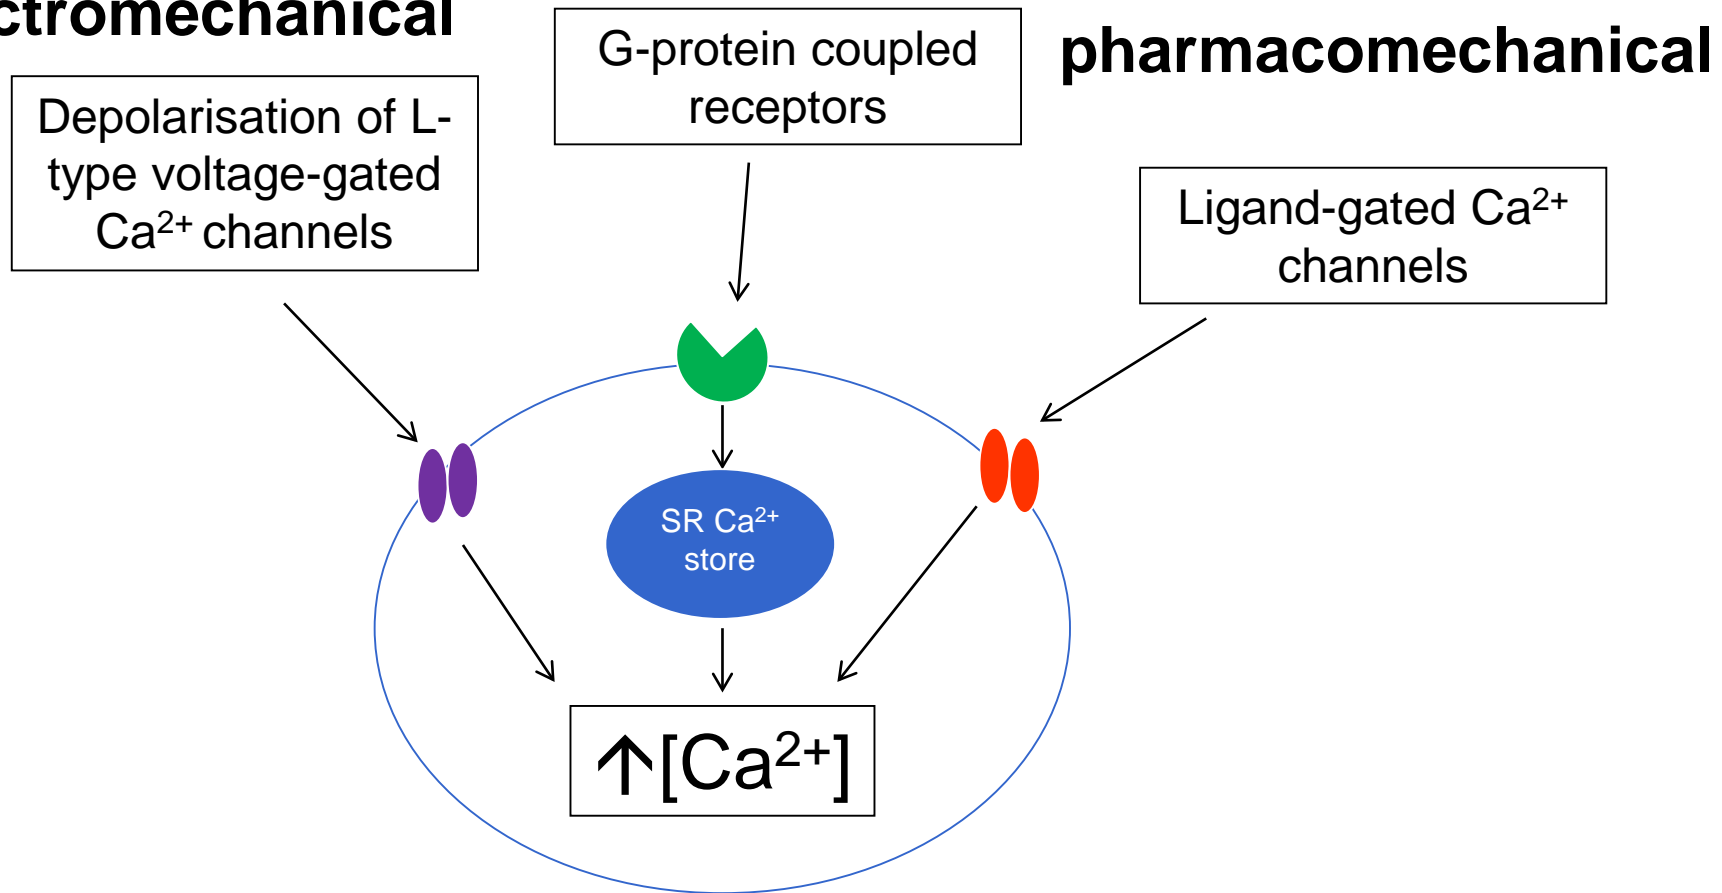 ctromechanical
G-protein coupled
receptors
pharmacomechanical
Depolarisation of L-
type voltage-gated
Ca²⁺ channels
Ligand-gated Ca²⁺
channels
SR Ca²⁺
store
↑[Ca²⁺]